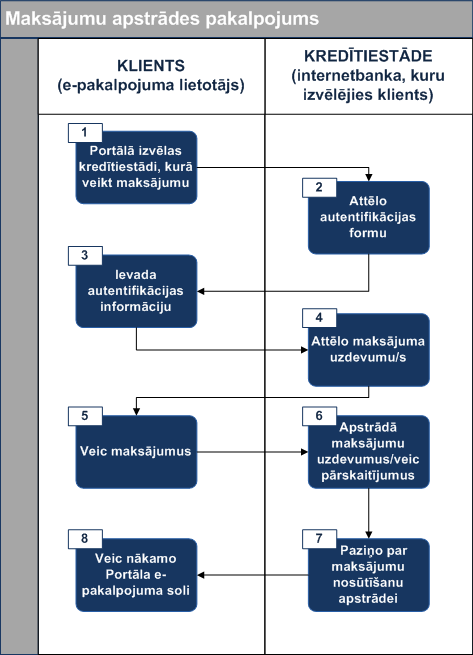 Maksājumu apstrādes pakalpojums
KLIENTS
(e-pakalpojuma lietotājs)
KREDĪTIESTĀDE
(internetbanka, kuru
izvēlējies klients)
1
Portālā izvēlas
kredītiestādi, kurā
veikt maksājumu
2
Attēlo
autentifikācijas
formu
3
Ievada
autentifikācijas
informāciju
4
Attēlo maksājuma
uzdevumu/s
5
Veic maksājumus
6
Apstrādā
maksājumu
uzdevumus/veic
pārskaitījumus
7
Paziņo par
maksājumu
nosūtīšanu
apstrādei
8
Veic nākamo
Portāla e-
pakalpojuma soli